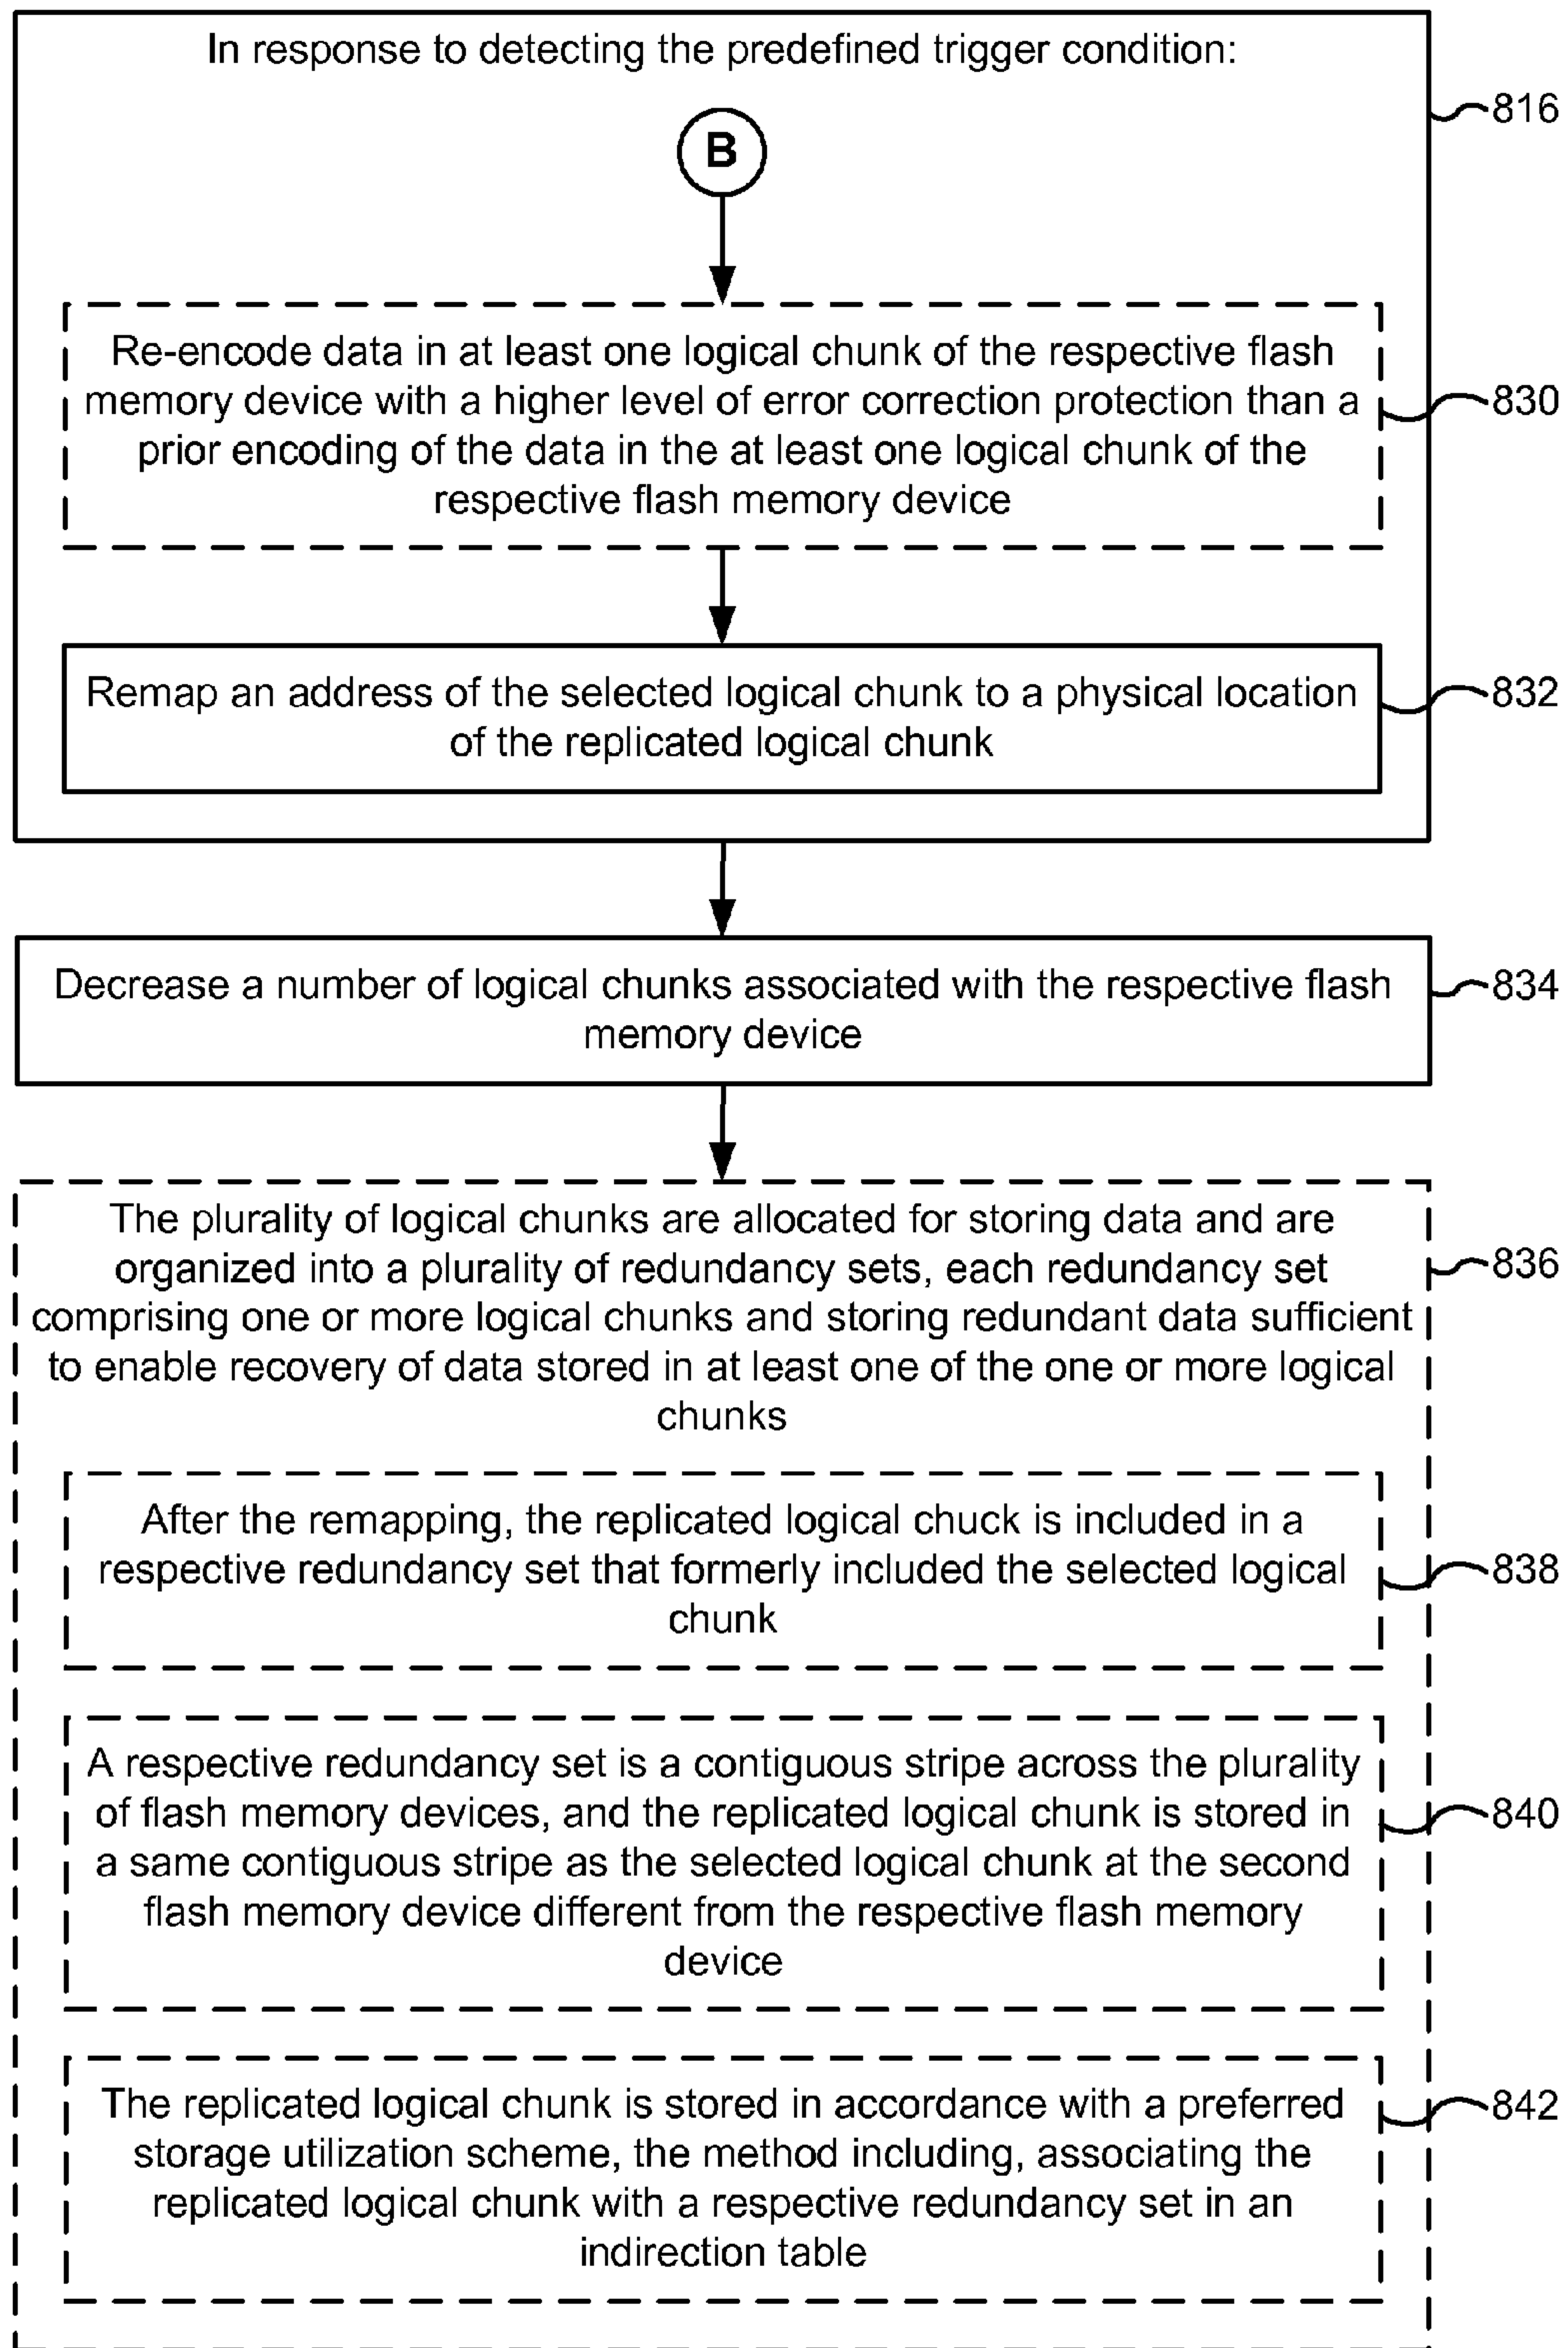 In response to detecting the predefined trigger condition:
816
B
Re-encode data in at least one logical chunk of the respective flash
memory device with a higher level of error correction protection than a
prior encoding of the data in the at least one logical chunk of the
respective flash memory device
830
Remap an address of the selected logical chunk to a physical location
of the replicated logical chunk
832
Decrease a number of logical chunks associated with the respective flash
memory device
834
The plurality of logical chunks are allocated for storing data and are
organized into a plurality of redundancy sets, each redundancy set
comprising one or more logical chunks and storing redundant data sufficient
to enable recovery of data stored in at least one of the one or more logical
chunks
836
After the remapping, the replicated logical chuck is included in a
respective redundancy set that formerly included the selected logical
chunk
838
A respective redundancy set is a contiguous stripe across the plurality
of flash memory devices, and the replicated logical chunk is stored in
a same contiguous stripe as the selected logical chunk at the second
flash memory device different from the respective flash memory
device
840
The replicated logical chunk is stored in accordance with a preferred
storage utilization scheme, the method including, associating the
replicated logical chunk with a respective redundancy set in an
indirection table
842